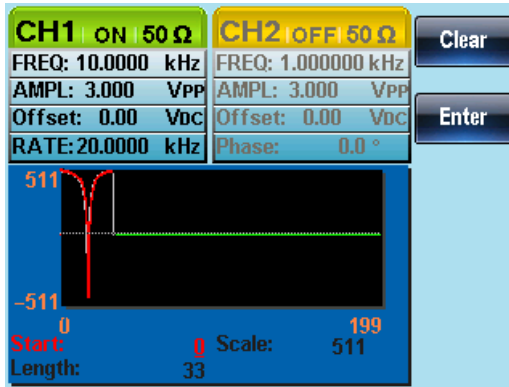 CH1 ON 50 Ω
CH2 OFF 50 Ω
Clear
FREQ: 10.0000 kHz
FREQ: 1.000000 kHz
AMPL: 3.000 VPP
AMPL: 3.000 VPP
Offset: 0.00 VDC
Offset: 0.00 VDC
Enter
RATE: 20.0000 kHz
Phase: 0.0 °
511
-511
0
199
Start: 0
Scale: 511
Length: 33